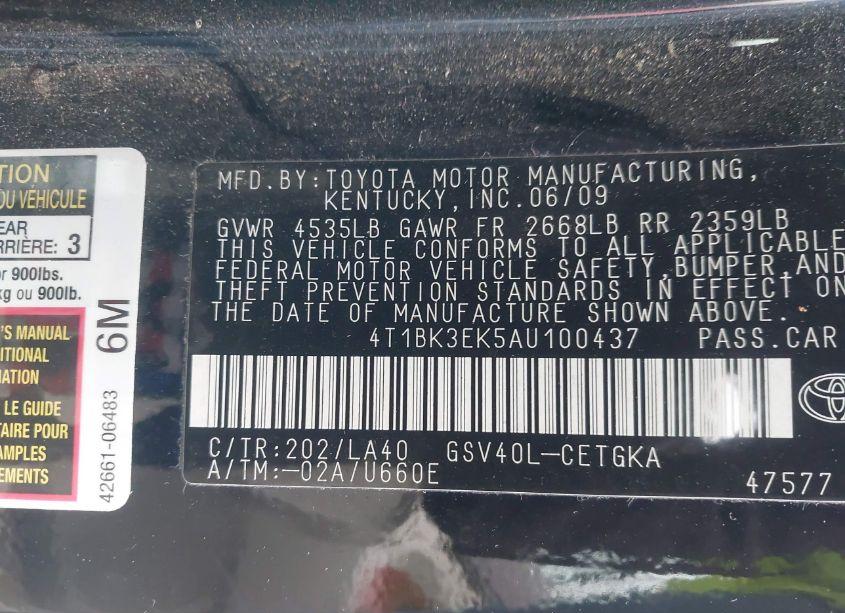 TION
OU VÉHICULE
EAR
RRIÈRE: 3
or 900lbs.
kg ou 900lb.
'S MANUAL
ITIONAL
MATION
LE GUIDE
TAIRE POUR
AMPLES
EMENTS
6M
42661-06483
MFD.BY:TOYOTA MOTOR MANUFACTURING,
KENTUCKY,INC.06/09
GVWR 4535LB GAWR FR 2668LB RR 2359LB
THIS VEHICLE CONFORMS TO ALL APPLICABLE
FEDERAL MOTOR VEHICLE SAFETY,BUMPER,AND
THEFT PREVENTION STANDARDS IN EFFECT ON
THE DATE OF MANUFACTURE SHOWN ABOVE.
4T1BK3EK5AU100437 PASS.CAR
C/TR:202/LA40 GSV40L-CETGKA
A/TM:-02A/U660E
47577